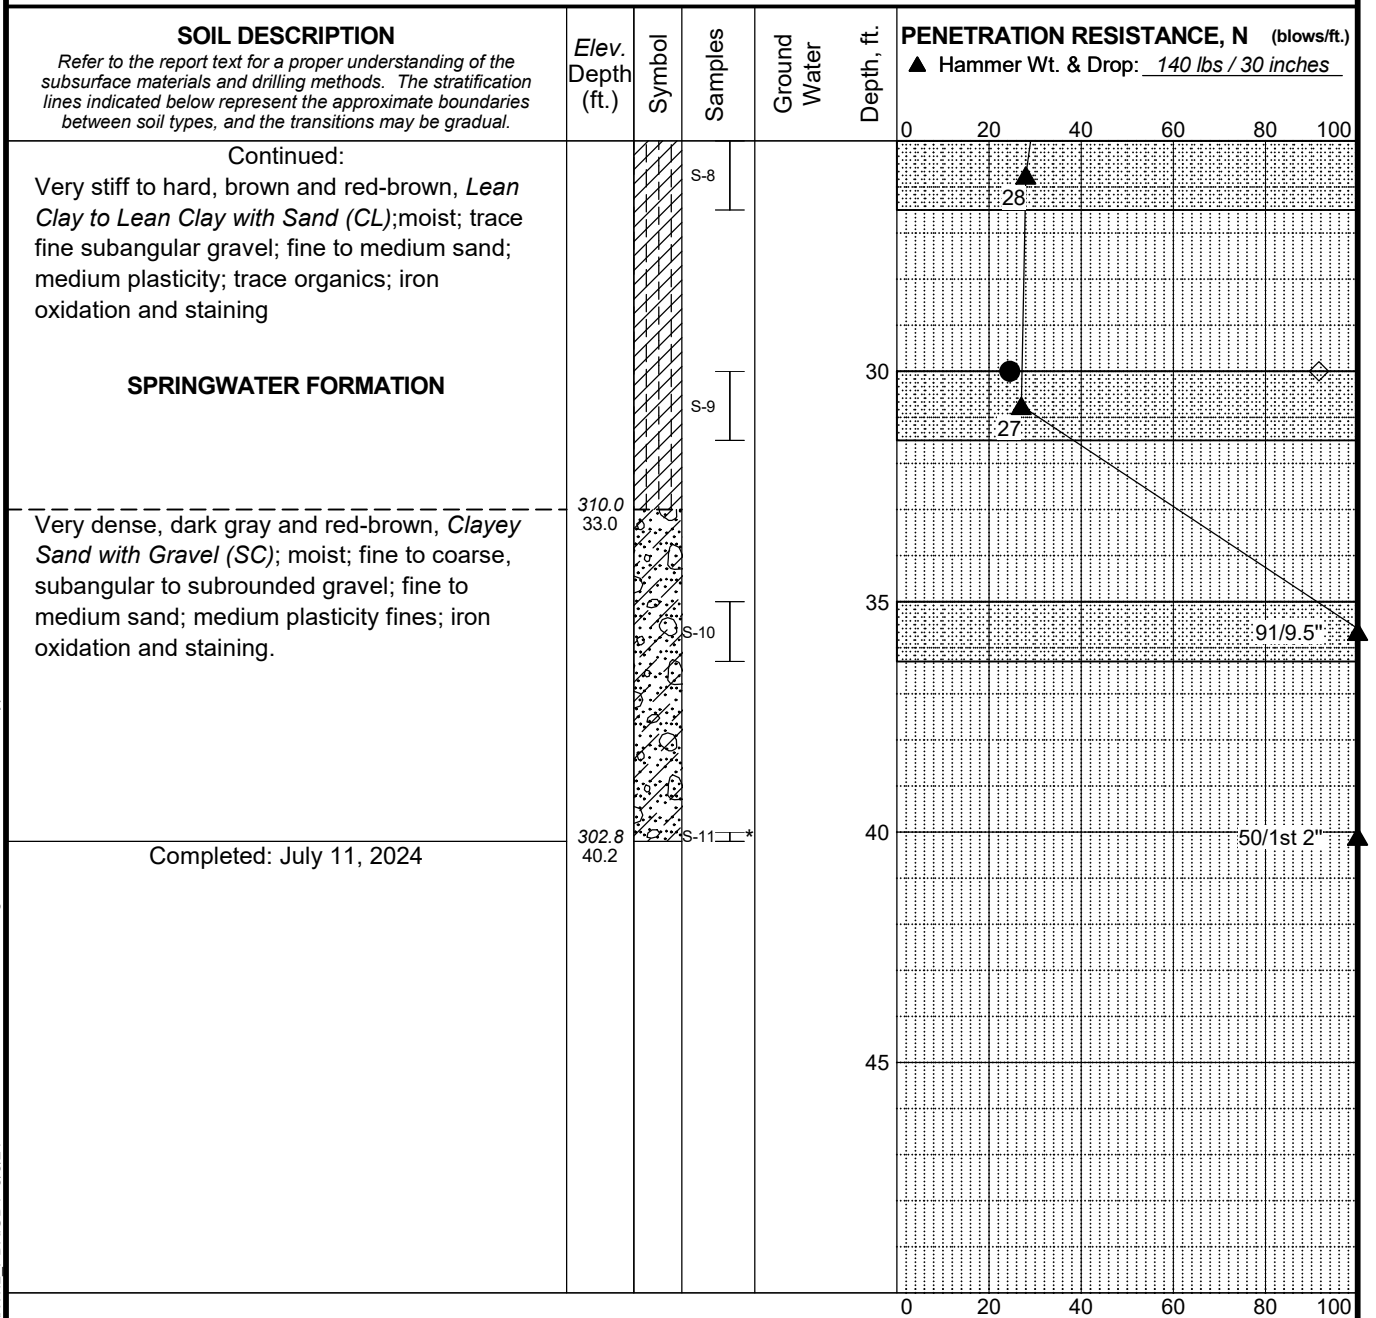 SOIL DESCRIPTION
Refer to the report text for a proper understanding of the
subsurface materials and drilling methods. The stratification
lines indicated below represent the approximate boundaries
between soil types, and the transitions may be gradual.
Elev.
Depth
(ft.)
Symbol
Samples
Ground
Water
Depth, ft.
PENETRATION RESISTANCE, N (blows/ft.)
▲ Hammer Wt. & Drop: 140 lbs / 30 inches
0 20 40 60 80 100
Continued:
Very stiff to hard, brown and red-brown, Lean
Clay to Lean Clay with Sand (CL);moist; trace
fine subangular gravel; fine to medium sand;
medium plasticity; trace organics; iron
oxidation and staining
SPRINGWATER FORMATION
S-8
28
30
S-9
27
310.0
33.0
Very dense, dark gray and red-brown, Clayey
Sand with Gravel (SC); moist; fine to coarse,
subangular to subrounded gravel; fine to
medium sand; medium plasticity fines; iron
oxidation and staining.
35
S-10
91/9.5"
302.8
40.2
S-11 *
40
50/1st 2"
Completed: July 11, 2024
45
0 20 40 60 80 100